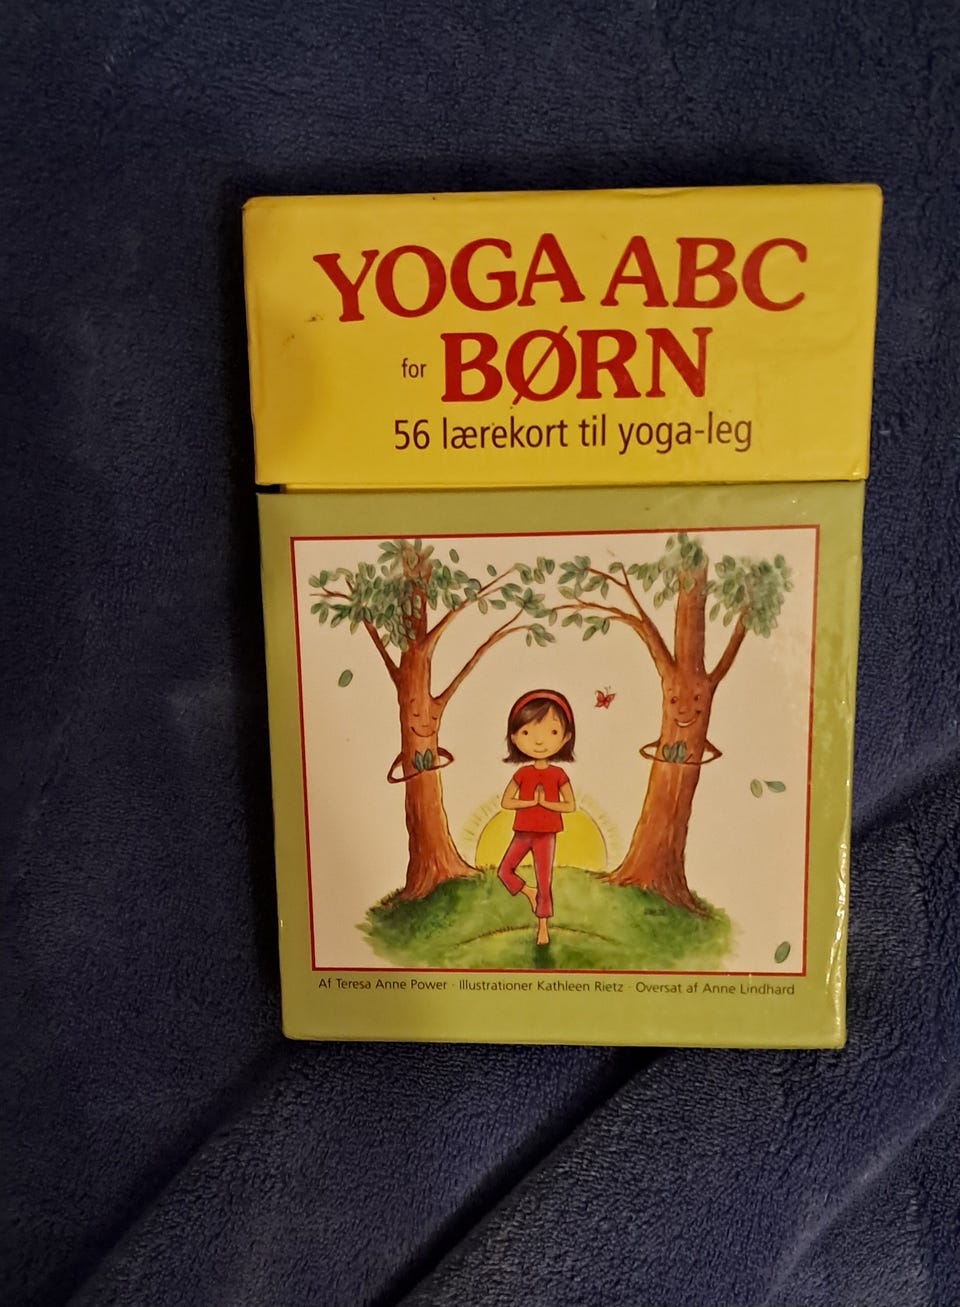 YOGA ABC
for BØRN
56 lærekort til yoga-leg
Af Teresa Anne Power · Illustrationer Kathleen Rietz · Oversat af Anne Lindhard